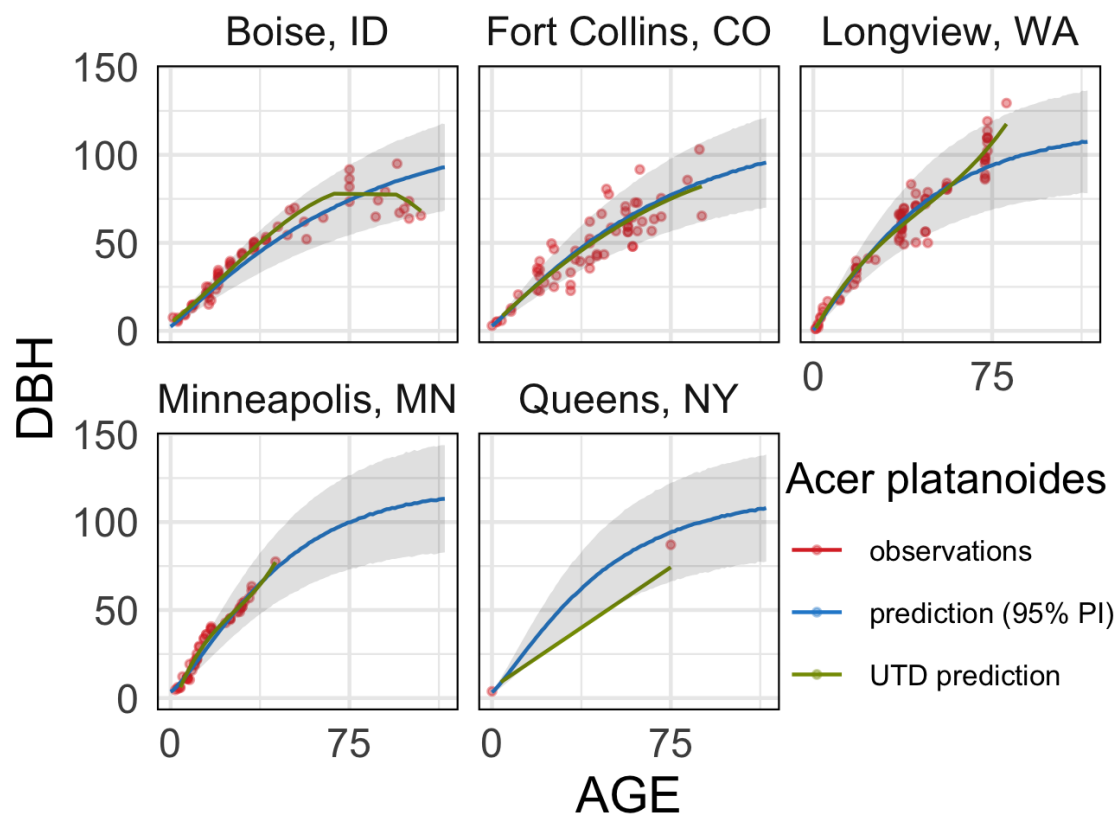 Boise, ID
Fort Collins, CO
Longview, WA
150
100
50
0
0 75
DBH
Minneapolis, MN
Queens, NY
150
100
50
0
0 75
0 75
AGE
Acer platanoides
observations
prediction (95% PI)
UTD prediction